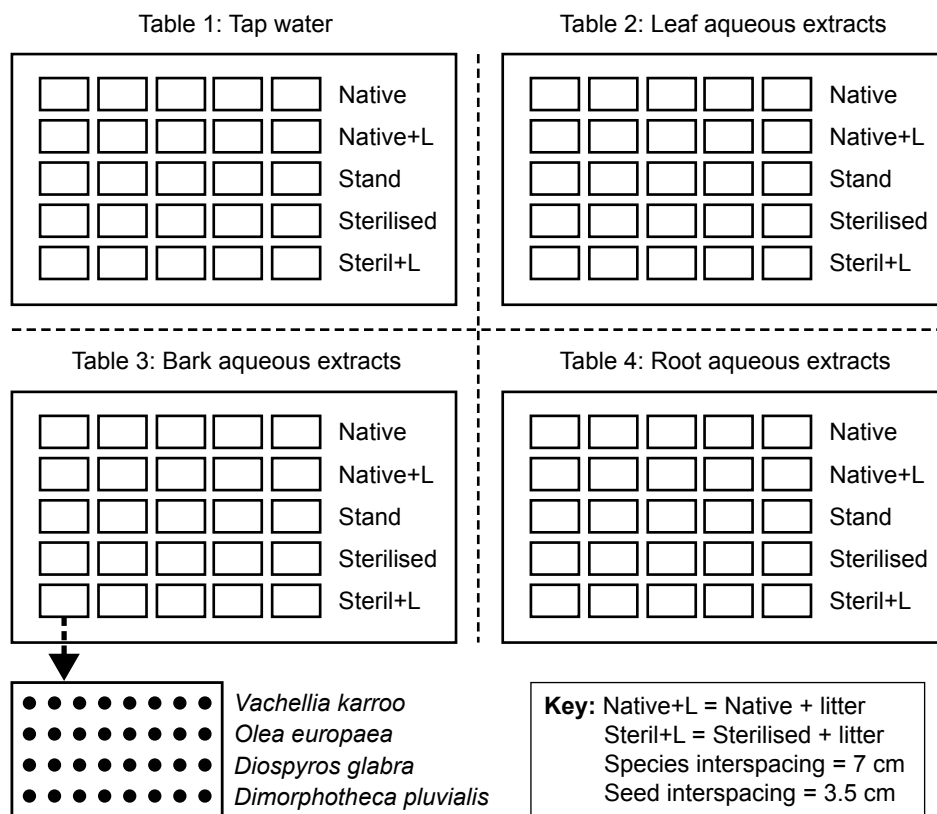 Table 1: Tap water
Native
Native+L
Stand
Sterilised
Steril+L
Table 2: Leaf aqueous extracts
Native
Native+L
Stand
Sterilised
Steril+L
Table 3: Bark aqueous extracts
Native
Native+L
Stand
Sterilised
Steril+L
Table 4: Root aqueous extracts
Native
Native+L
Stand
Sterilised
Steril+L
Vachellia karroo
Olea europaea
Diospyros glabra
Dimorphotheca pluvialis
Key: Native+L = Native + litter
Steril+L = Sterilised + litter
Species interspacing = 7 cm
Seed interspacing = 3.5 cm